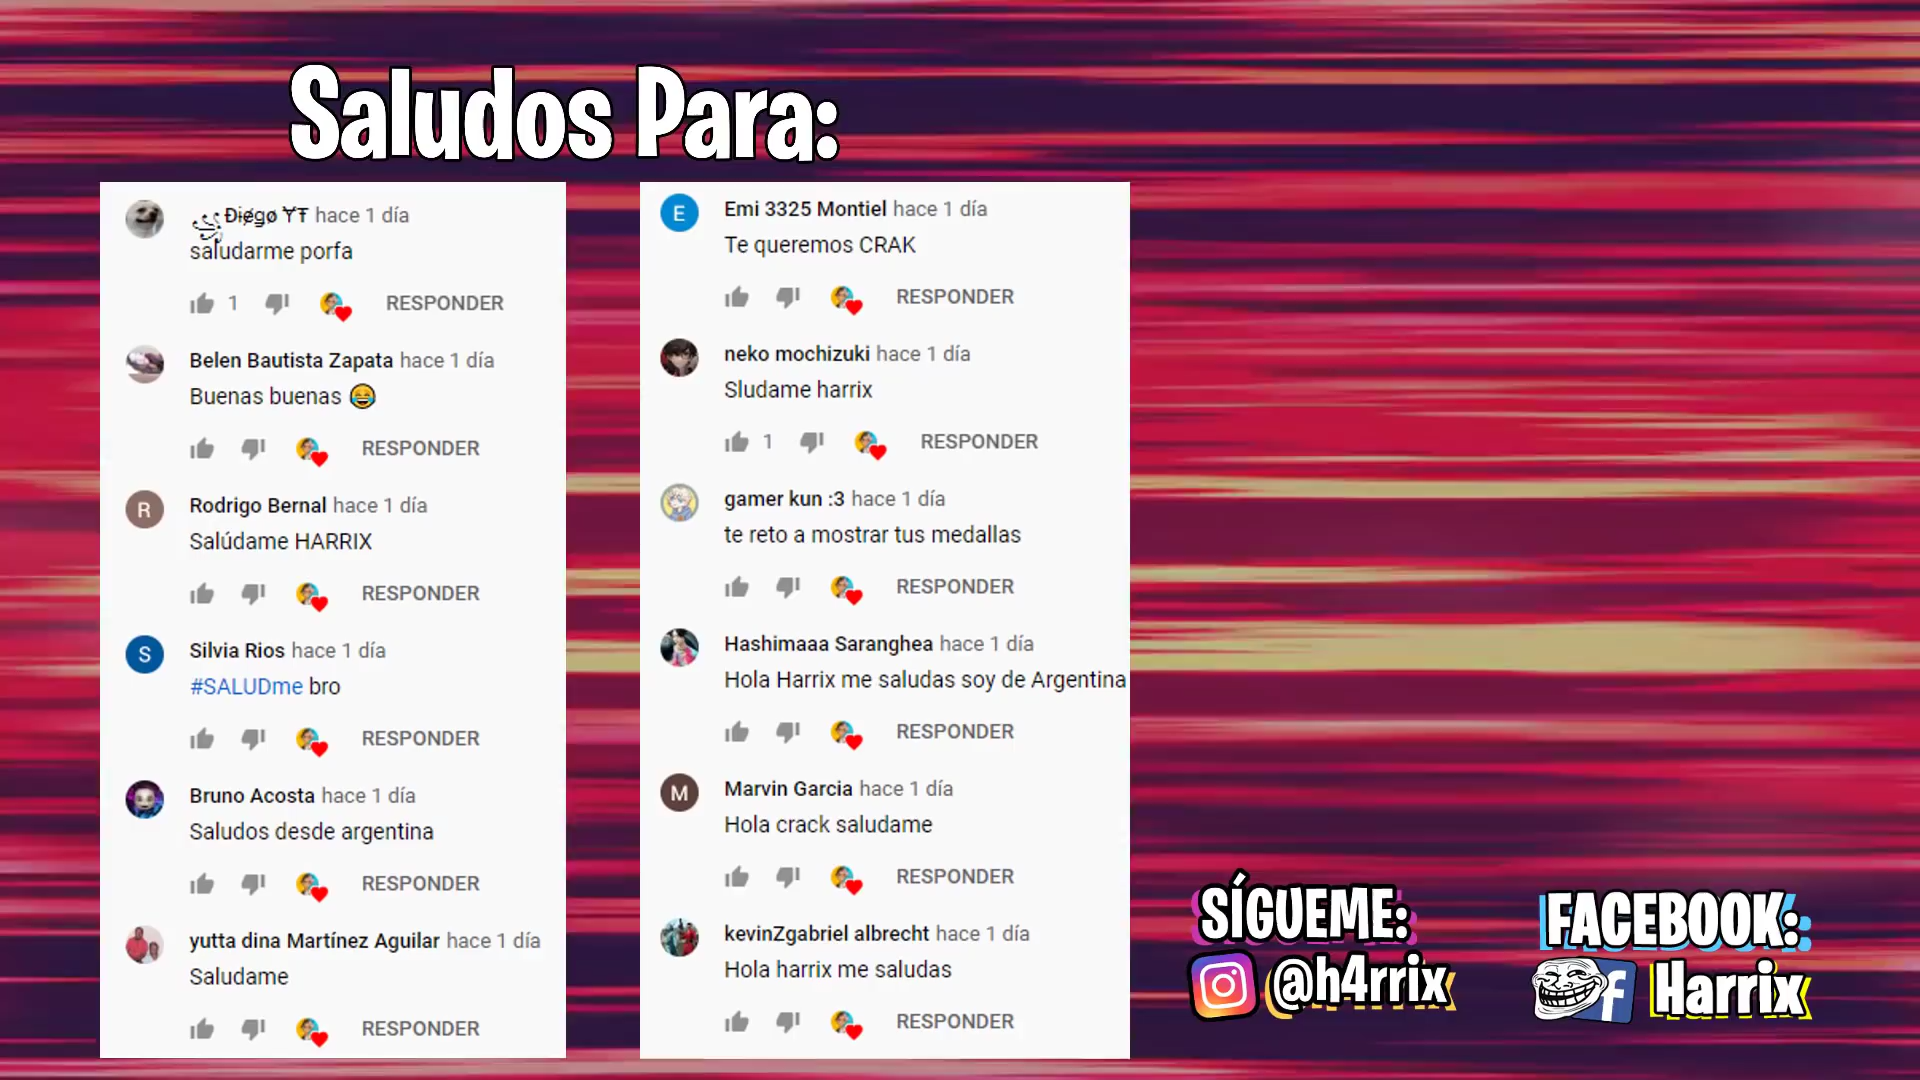 Saludos Para:
꧁ Đɨɇgø ɎŦ hace 1 día
saludarme porfa
1 RESPONDER
Belen Bautista Zapata hace 1 día
Buenas buenas 😂
RESPONDER
R
Rodrigo Bernal hace 1 día
Salúdame HARRIX
RESPONDER
S
Silvia Rios hace 1 día
#SALUDme bro
RESPONDER
Bruno Acosta hace 1 día
Saludos desde argentina
RESPONDER
yutta dina Martínez Aguilar hace 1 día
Saludame
RESPONDER
E
Emi 3325 Montiel hace 1 día
Te queremos CRAK
RESPONDER
neko mochizuki hace 1 día
Sludame harrix
1 RESPONDER
gamer kun :3 hace 1 día
te reto a mostrar tus medallas
RESPONDER
Hashimaaa Saranghea hace 1 día
Hola Harrix me saludas soy de Argentina
RESPONDER
M
Marvin Garcia hace 1 día
Hola crack saludame
RESPONDER
kevinZgabriel albrecht hace 1 día
Hola harrix me saludas
RESPONDER
SÍGUEME:
@h4rrix
FACEBOOK:
f Harrix